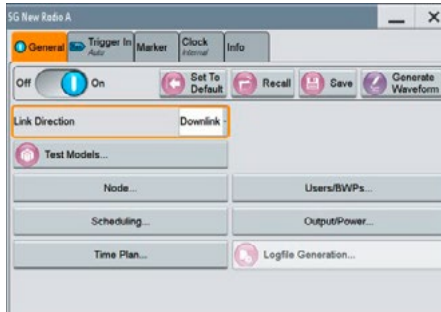 5G New Radio A
General
Trigger In
Auto
Marker
Clock
Internal
Info
Off
On
Set To
Default
Recall
Save
Generate
Waveform
Link Direction
Downlink
Test Models...
Node...
Users/BWPs...
Scheduling...
Output/Power...
Time Plan...
Logfile Generation...